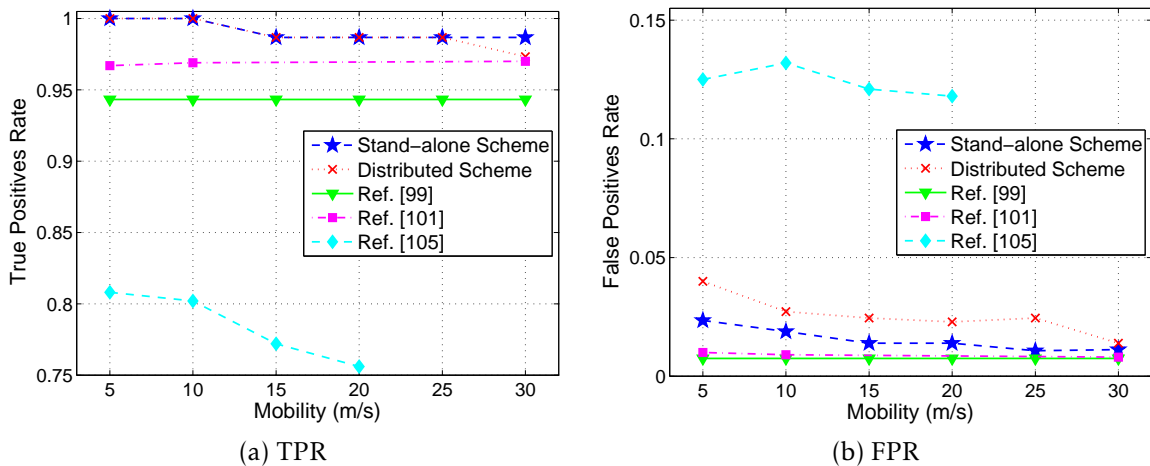 1
0.95
0.9
0.85
0.8
0.75
True Positives Rate
5 10 15 20 25 30
Mobility (m/s)
Stand-alone Scheme
Distributed Scheme
Ref. [99]
Ref. [101]
Ref. [105]
(a) TPR
0.15
0.1
0.05
0
False Positives Rate
5 10 15 20 25 30
Mobility (m/s)
Stand-alone Scheme
Distributed Scheme
Ref. [99]
Ref. [101]
Ref. [105]
(b) FPR